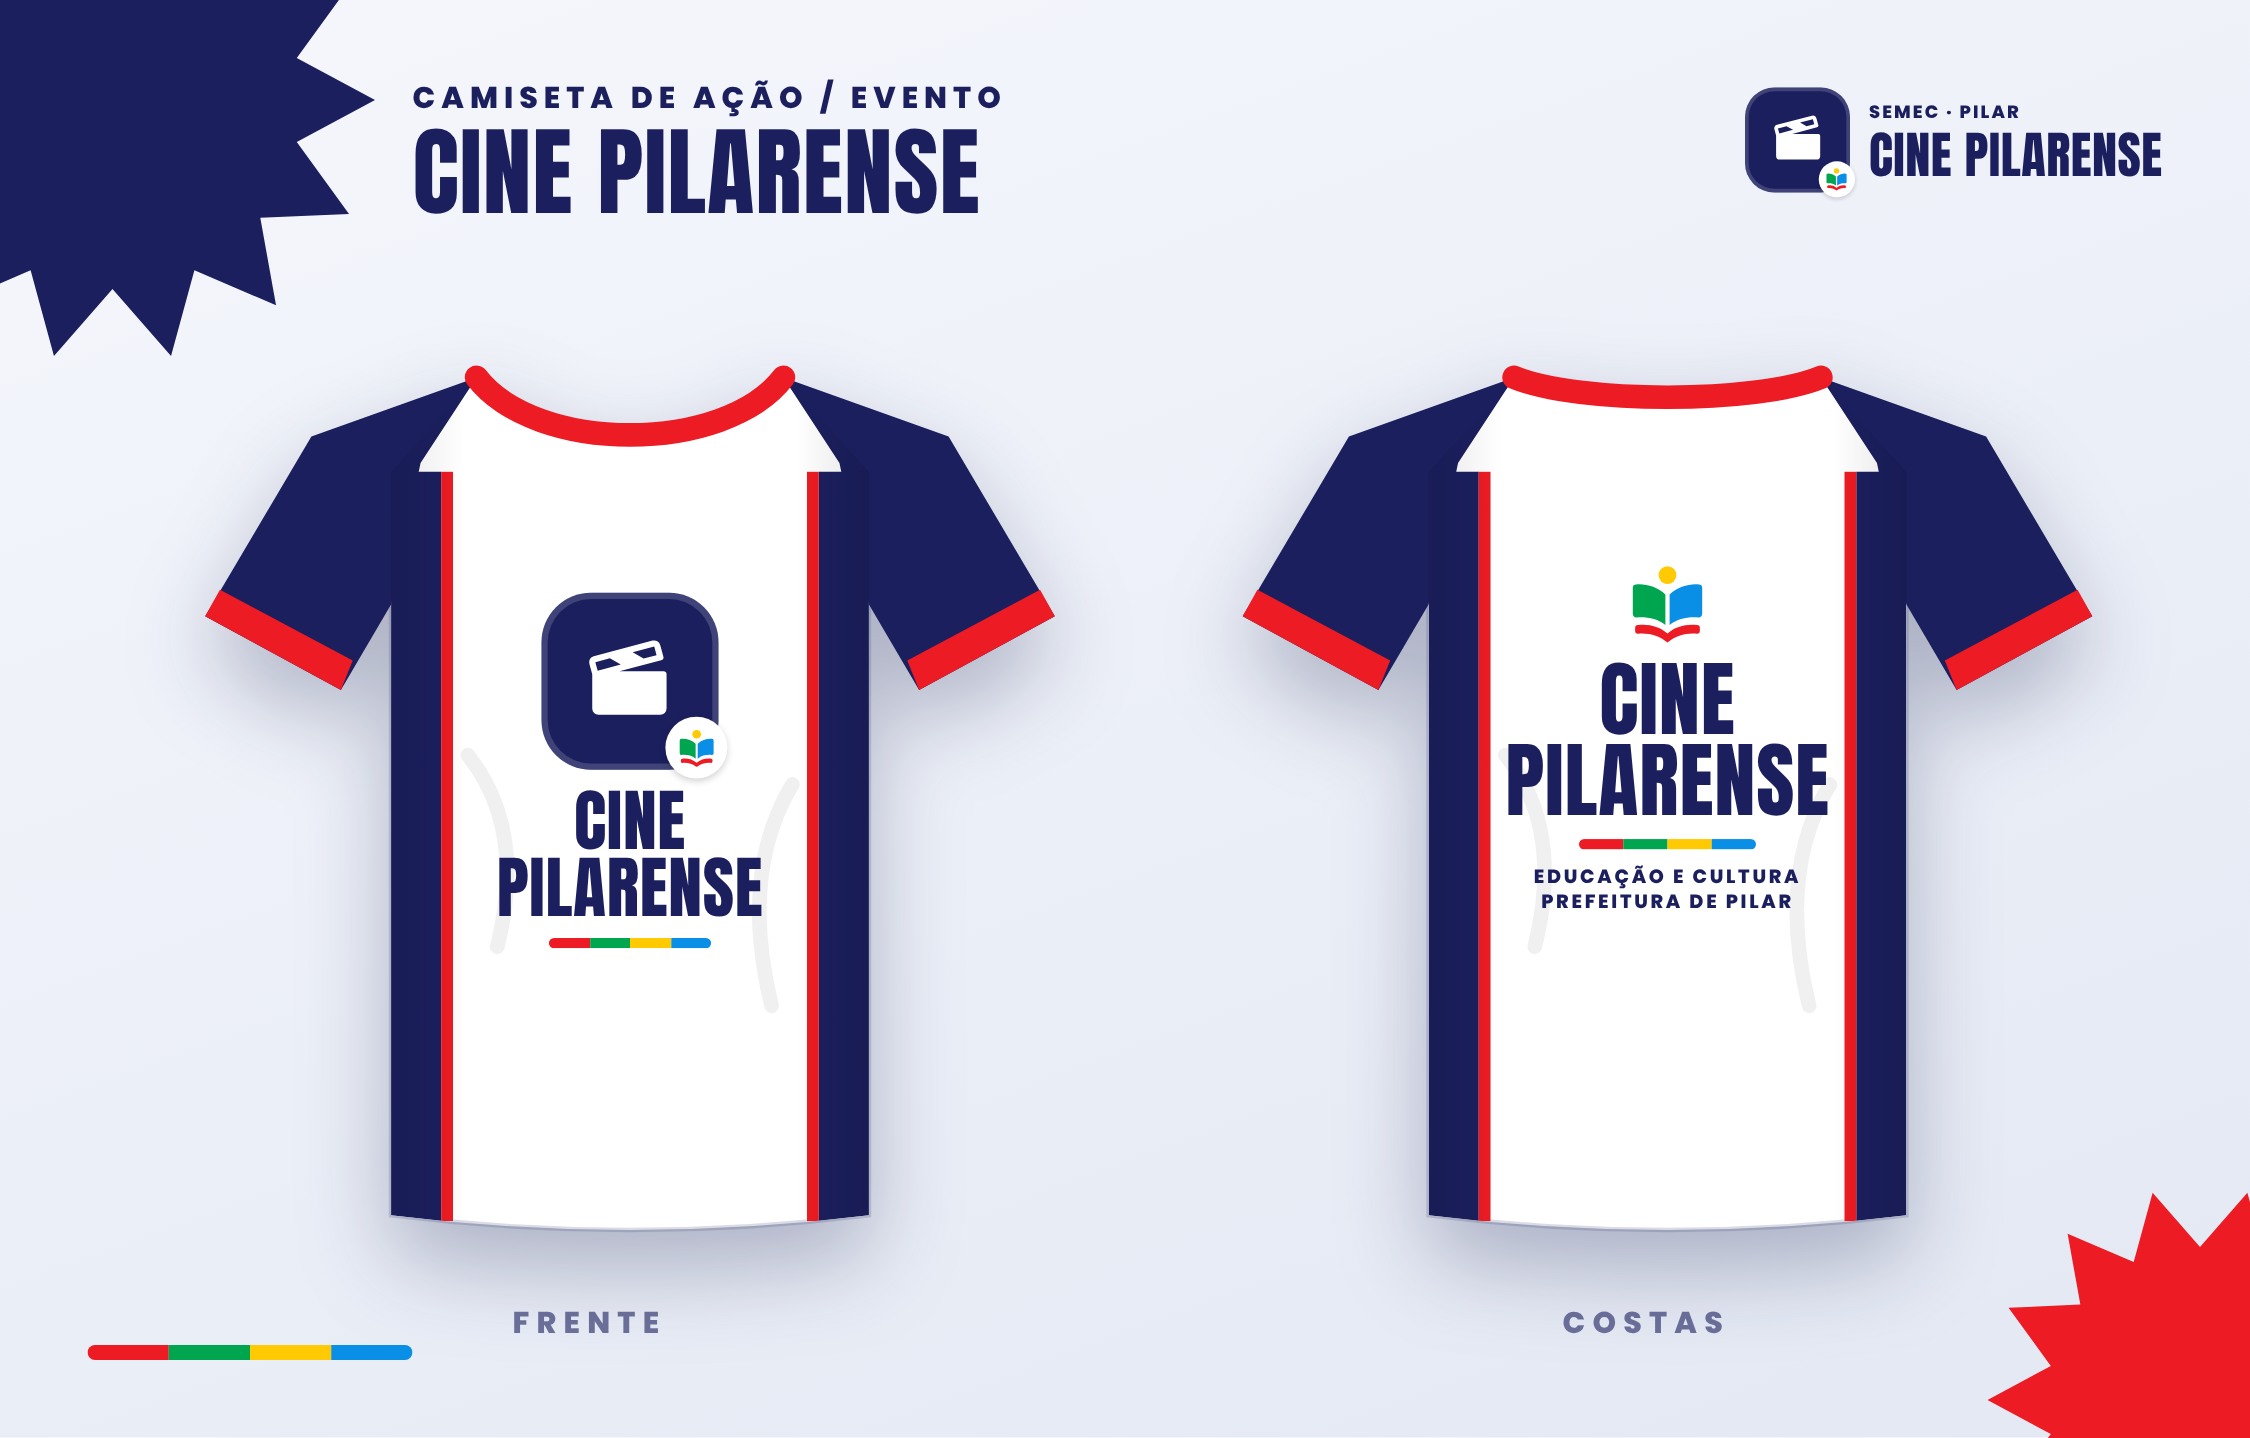 CAMISETA DE AÇÃO / EVENTO
CINE PILARENSE
SEMEC · PILAR
CINE PILARENSE
CINE
PILARENSE
CINE
PILARENSE
EDUCAÇÃO E CULTURA
PREFEITURA DE PILAR
FRENTE
COSTAS